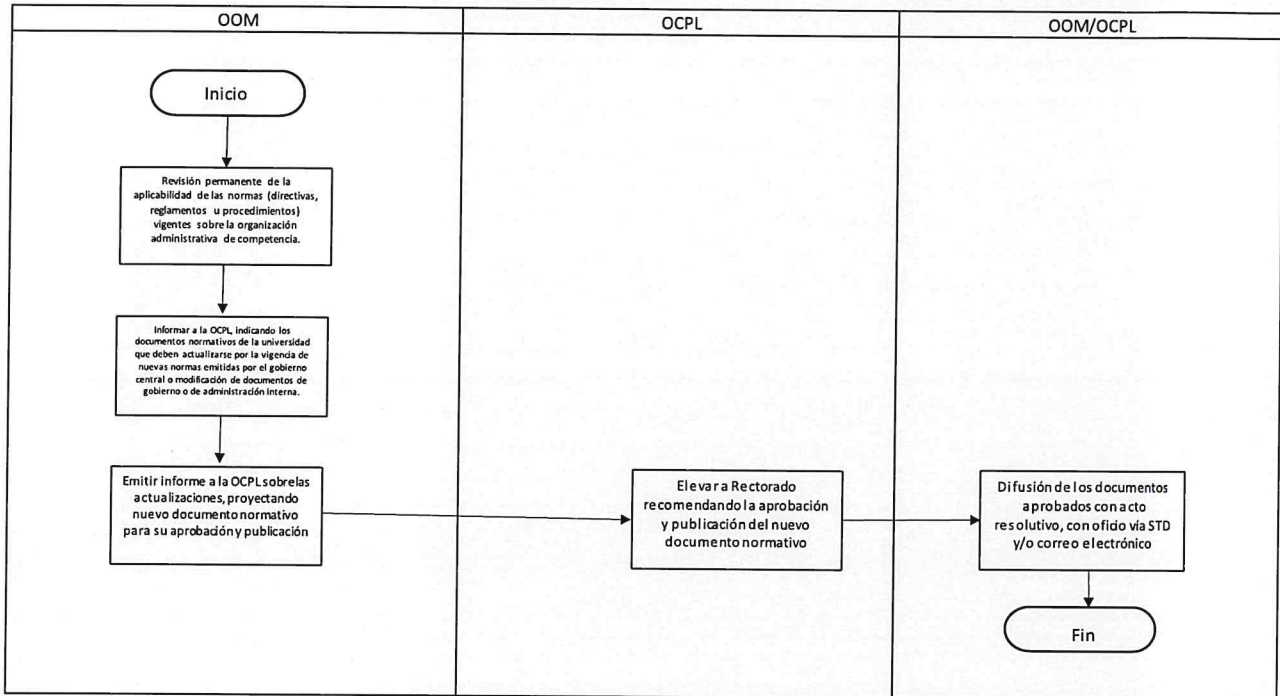 OOM
OCPL
OOM/OCPL
Inicio
Revisión permanente de la
aplicabilidad de las normas (directivas,
reglamentos u procedimientos)
vigentes sobre la organización
administrativa de competencia.
Informar a la OCPL, indicando los
documentos normativos de la universidad
que deben actualizarse por la vigencia de
nuevas normas emitidas por el gobierno
central o modificación de documentos de
gobierno o de administración interna.
Emitir informe a la OCPL sobrelas
actualizaciones, proyectando
nuevo documento normativo
para su aprobación y publicación
Elevar a Rectorado
recomendando la aprobación
y publicación del nuevo
documento normativo
Difusión de los documentos
aprobados con acto
resolutivo, con oficio vía STD
y/o correo electrónico
Fin